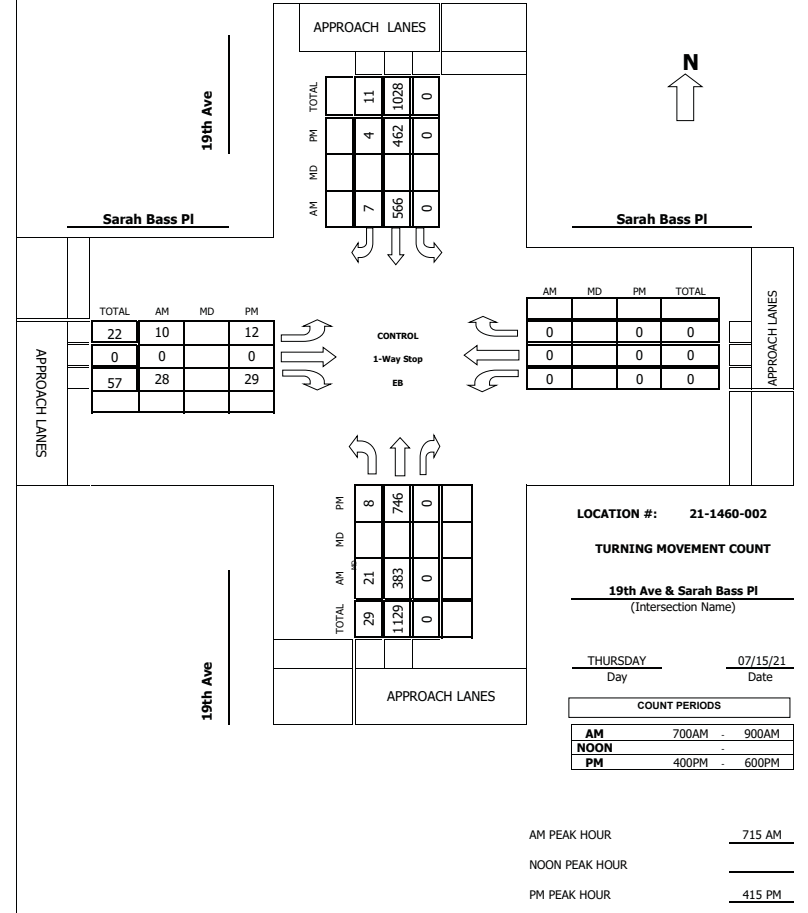 APPROACH LANES
N
19th Ave
TOTAL 11 1028 0
PM 4 462 0
MD
AM 7 566 0
Sarah Bass Pl
Sarah Bass Pl
TOTAL AM MD PM
22 10 12
0 0 0
57 28 29
APPROACH LANES
CONTROL
1-Way Stop
EB
AM MD PM TOTAL
0 0 0
0 0 0
0 0 0
APPROACH LANES
PM 8 746 0
MD
AM MD 21 383 0
TOTAL 29 1129 0
APPROACH LANES
19th Ave
LOCATION #: 21-1460-002
TURNING MOVEMENT COUNT
19th Ave & Sarah Bass Pl
(Intersection Name)
THURSDAY 07/15/21
Day Date
COUNT PERIODS
AM 700AM - 900AM
NOON -
PM 400PM - 600PM
AM PEAK HOUR 715 AM
NOON PEAK HOUR
PM PEAK HOUR 415 PM